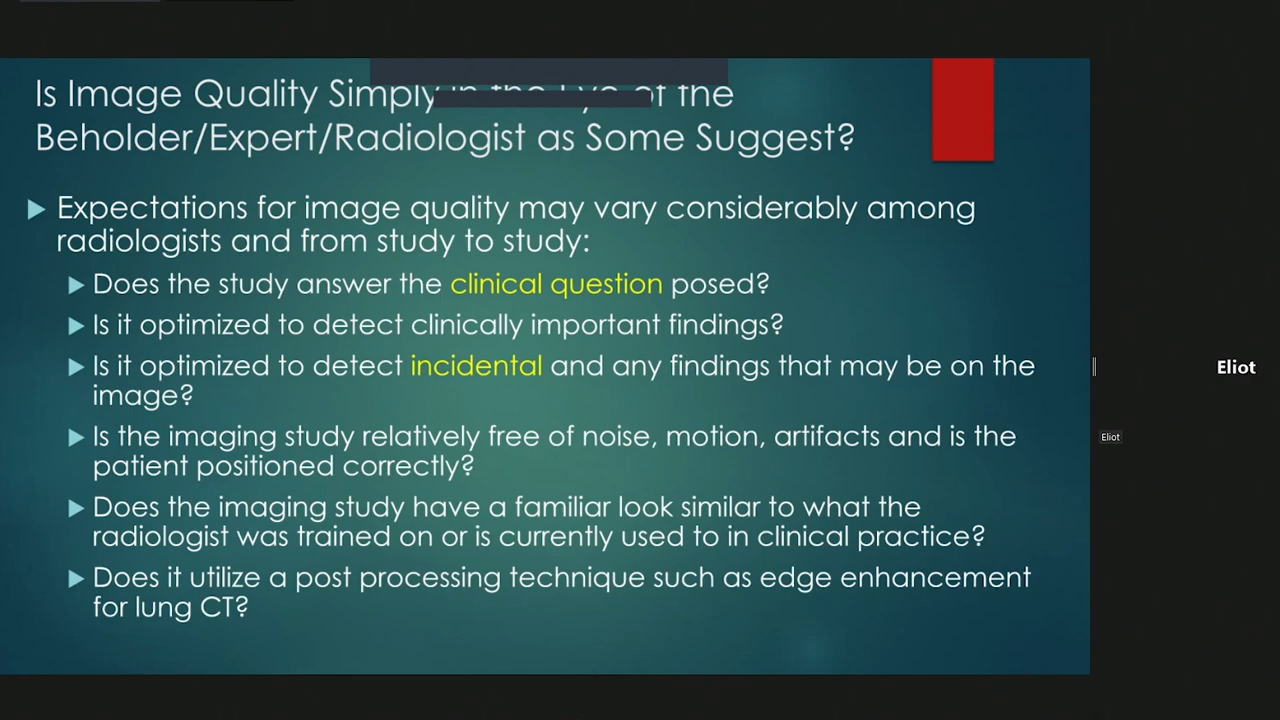 Is Image Quality Simply in the Eye of the
Beholder/Expert/Radiologist as Some Suggest?
Expectations for image quality may vary considerably among
radiologists and from study to study:
Does the study answer the clinical question posed?
Is it optimized to detect clinically important findings?
Is it optimized to detect incidental and any findings that may be on the
image?
Is the imaging study relatively free of noise, motion, artifacts and is the
patient positioned correctly?
Does the imaging study have a familiar look similar to what the
radiologist was trained on or is currently used to in clinical practice?
Does it utilize a post processing technique such as edge enhancement
for lung CT?
Eliot
Eliot